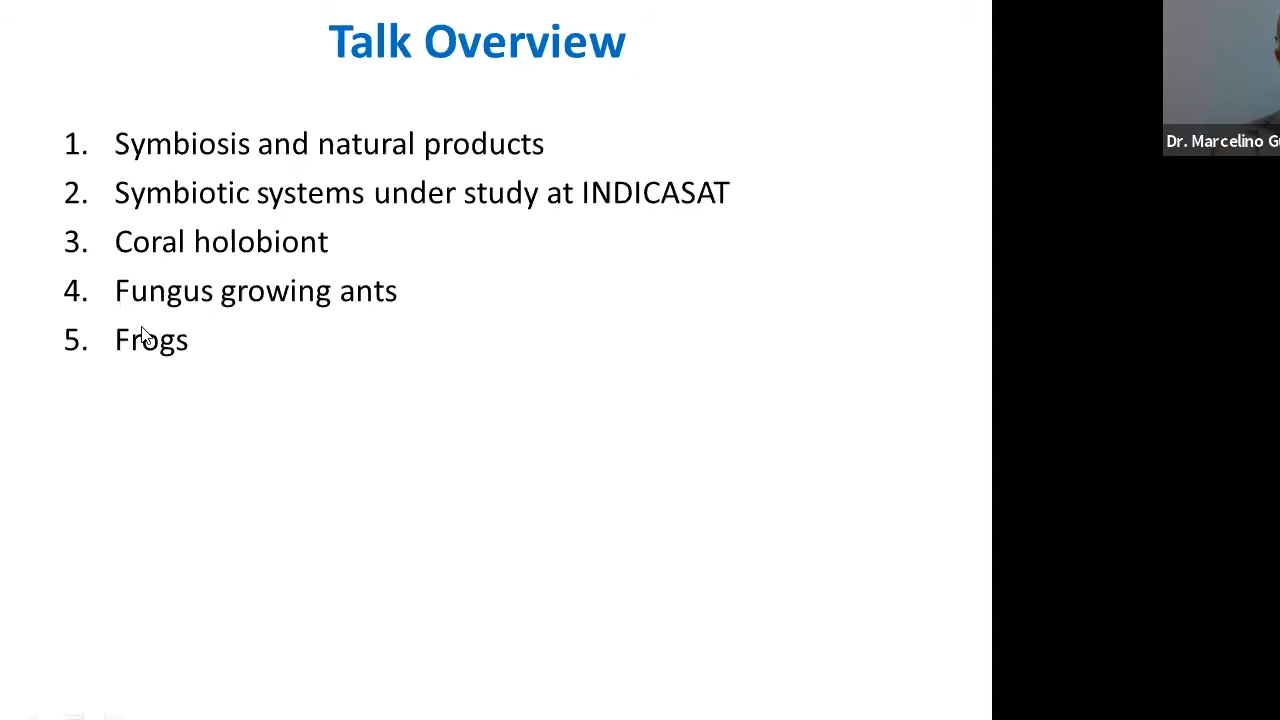 Talk Overview
1. Symbiosis and natural products
2. Symbiotic systems under study at INDICASAT
3. Coral holobiont
4. Fungus growing ants
5. Frogs
Dr. Marcelino